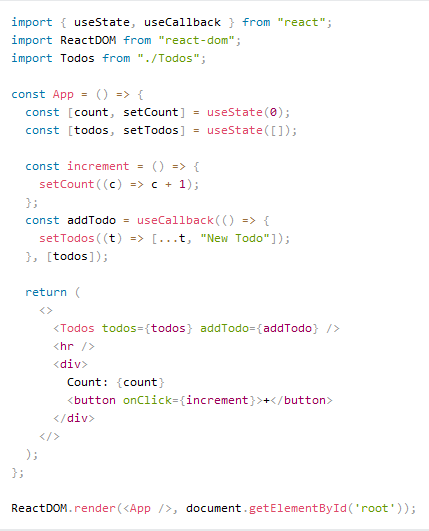 import { useState, useCallback } from "react";
import ReactDOM from "react-dom";
import Todos from "./Todos";

const App = () => {
  const [count, setCount] = useState(0);
  const [todos, setTodos] = useState([]);

  const increment = () => {
    setCount((c) => c + 1);
  };
  const addTodo = useCallback(() => {
    setTodos((t) => [...t, "New Todo"]);
  }, [todos]);

  return (
    <>
      <Todos todos={todos} addTodo={addTodo} />
      <hr />
      <div>
        Count: {count}
        <button onClick={increment}>+</button>
      </div>
    </>
  );
};

ReactDOM.render(<App />, document.getElementById('root'));